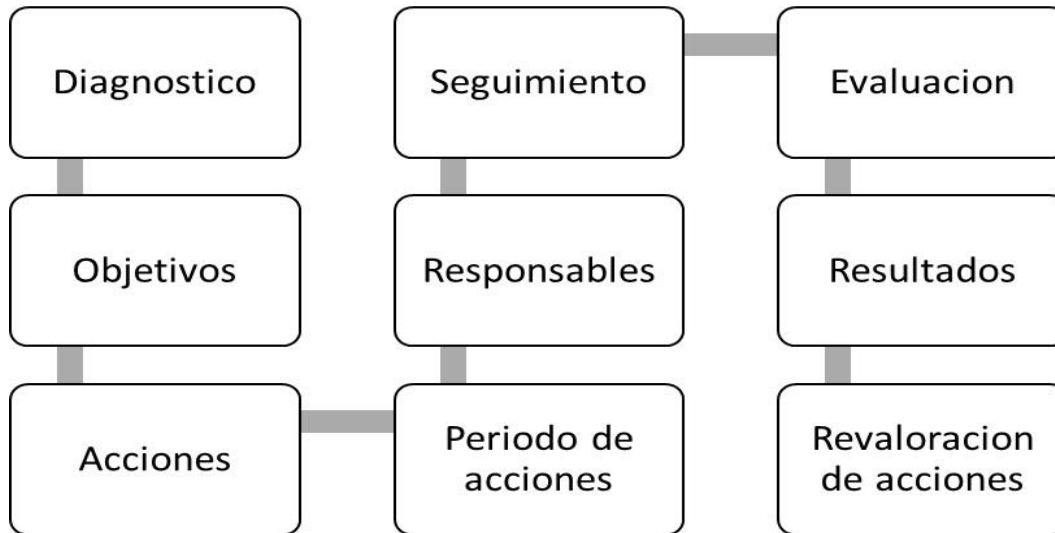 Diagnostico
Objetivos
Acciones
Periodo de
acciones
Responsables
Seguimiento
Evaluacion
Resultados
Revaloracion
de acciones